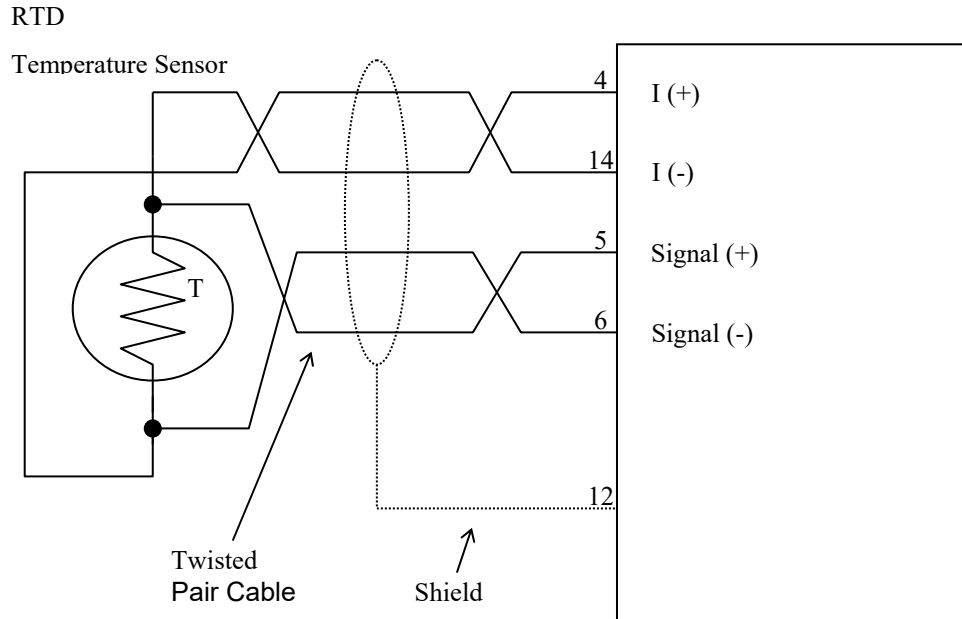 RTD
Temperature Sensor
4
I (+)
14
I (-)
5
Signal (+)
T
6
Signal (-)
12
Twisted
Pair Cable
Shield